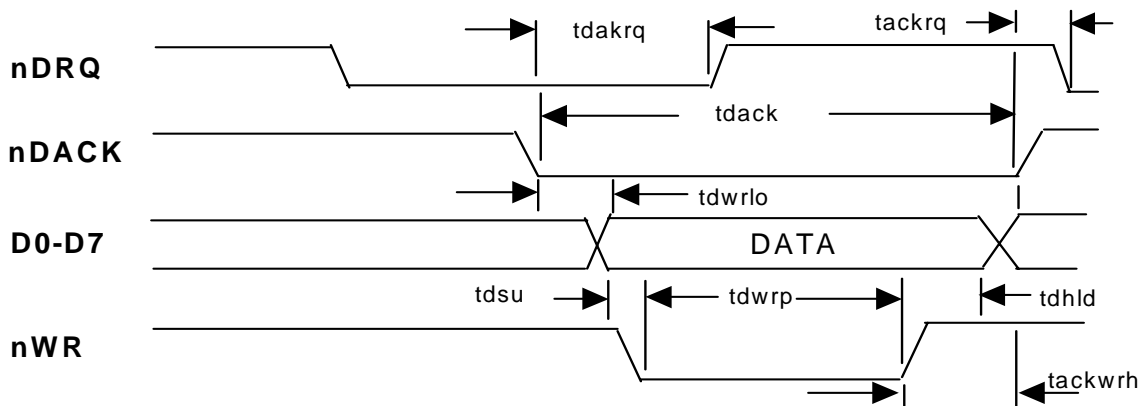 tdakrq tackrq
nDRQ
tdack
nDACK
tdwrlo
D0-D7 DATA
tdsu tdwrp tdhld
nWR
tackwrh